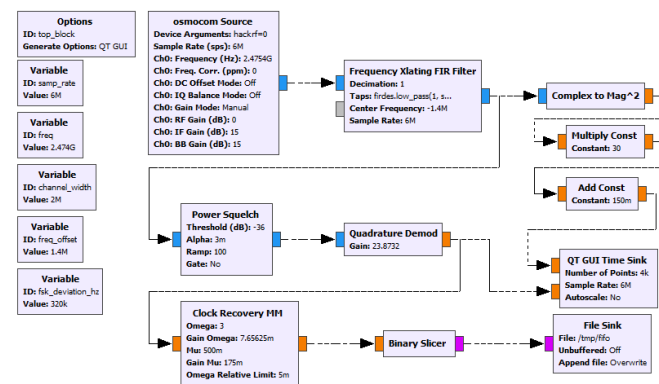 Options
ID: top_block
Generate Options: QT GUI
Variable
ID: samp_rate
Value: 6M
Variable
ID: freq
Value: 2.474G
Variable
ID: channel_width
Value: 2M
Variable
ID: freq_offset
Value: 1.4M
Variable
ID: fsk_deviation_hz
Value: 320k
osmocom Source
Device Arguments: hackrf=0
Sample Rate (sps): 6M
Ch0: Frequency (Hz): 2.4754G
Ch0: Freq. Corr. (ppm): 0
Ch0: DC Offset Mode: Off
Ch0: IQ Balance Mode: Off
Ch0: Gain Mode: Manual
Ch0: RF Gain (dB): 0
Ch0: IF Gain (dB): 15
Ch0: BB Gain (dB): 15
Frequency Xlating FIR Filter
Decimation: 1
Taps: firdes.low_pass(1, s...
Center Frequency: -1.4M
Sample Rate: 6M
Complex to Mag^2
Multiply Const
Constant: 30
Add Const
Constant: 150m
Power Squelch
Threshold (dB): -36
Alpha: 3m
Ramp: 100
Gate: No
Quadrature Demod
Gain: 23.8732
QT GUI Time Sink
Number of Points: 4k
Sample Rate: 6M
Autoscale: No
Clock Recovery MM
Omega: 3
Gain Omega: 7.65625m
Mu: 500m
Gain Mu: 175m
Omega Relative Limit: 5m
Binary Slicer
File Sink
File: /tmp/fifo
Unbuffered: Off
Append file: Overwrite